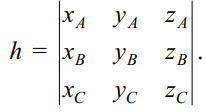 x_A y_A z_A
h = |x_B y_B z_B|.
x_C y_C z_C